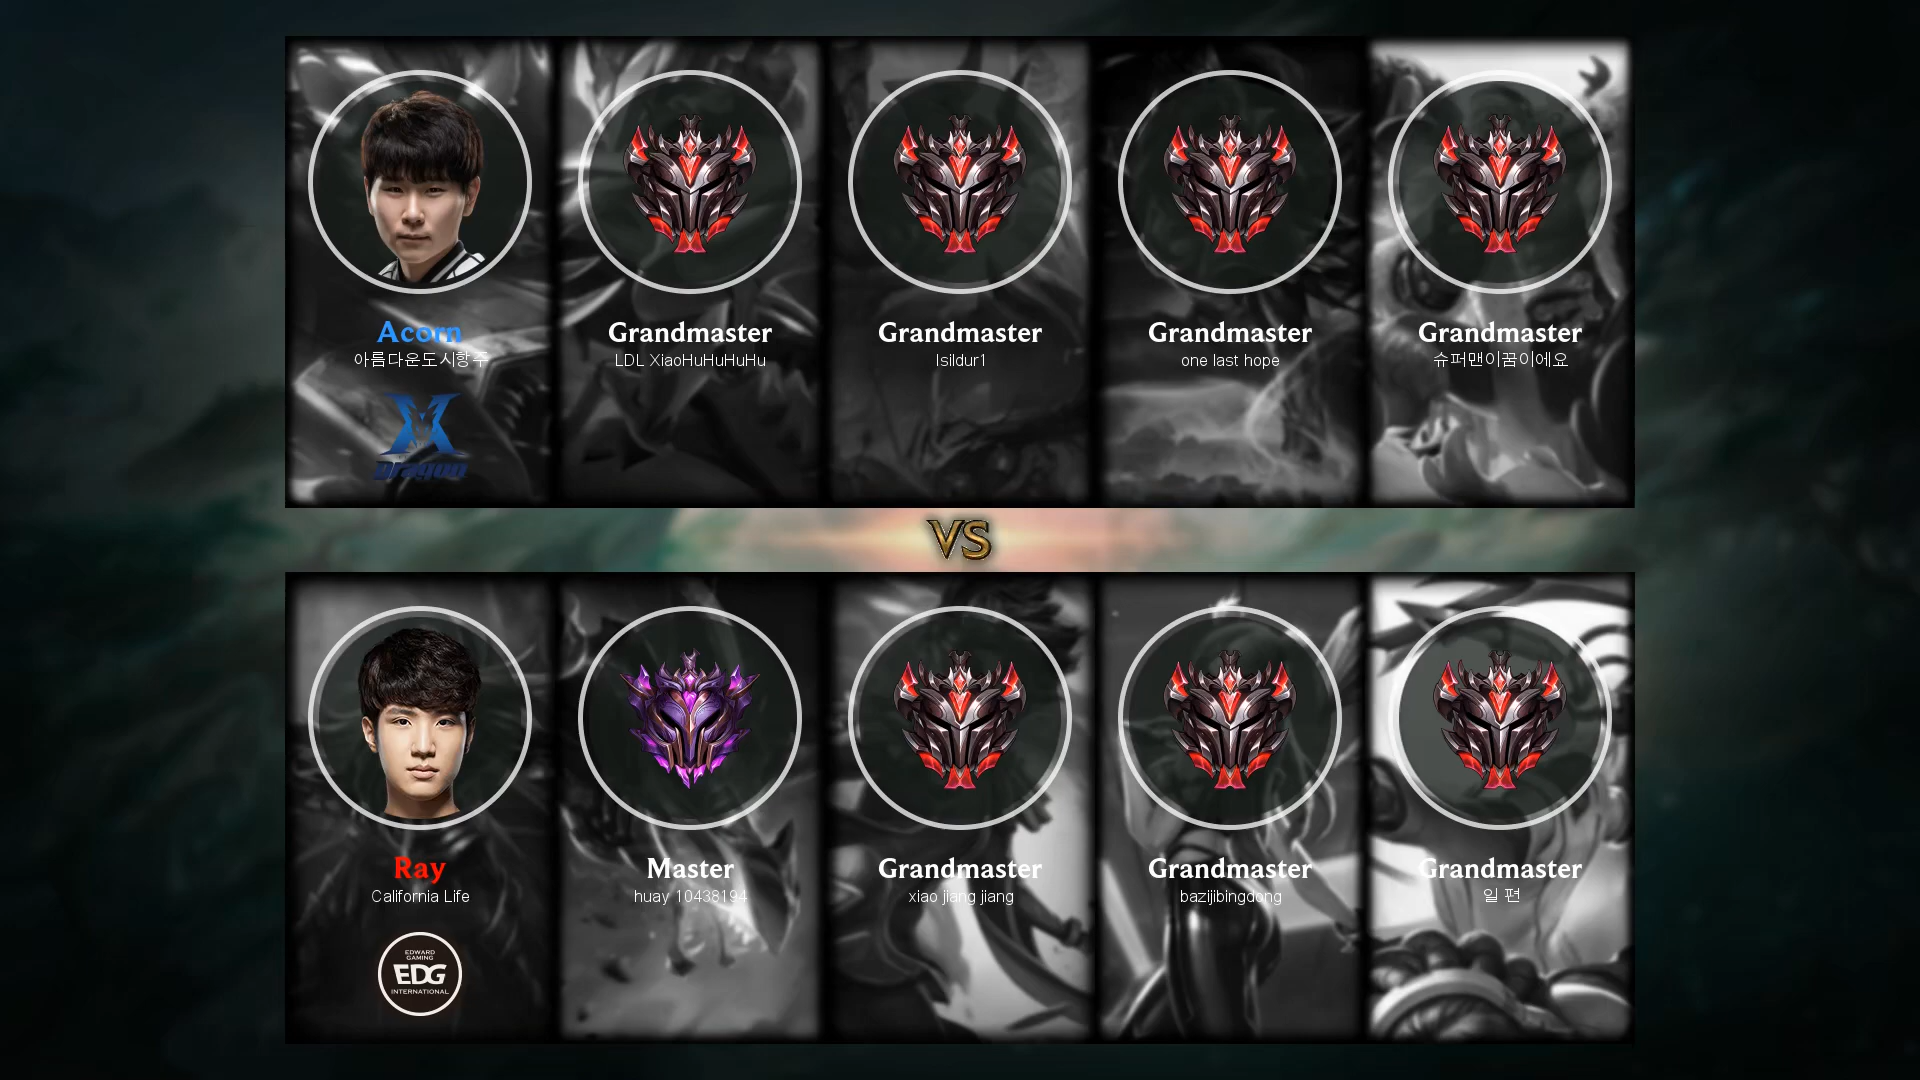 Acorn
아름다운도시항주
Dragon
Grandmaster
LDL XiaoHuHuHuHu
Grandmaster
Isildur1
Grandmaster
one last hope
Grandmaster
슈퍼맨이꿈이에요
VS
Ray
California Life
EDWARD
GAMING
EDG
INTERNATIONAL
Master
huay 10438194
Grandmaster
xiao jiang jiang
Grandmaster
bazijibingdong
Grandmaster
일 편